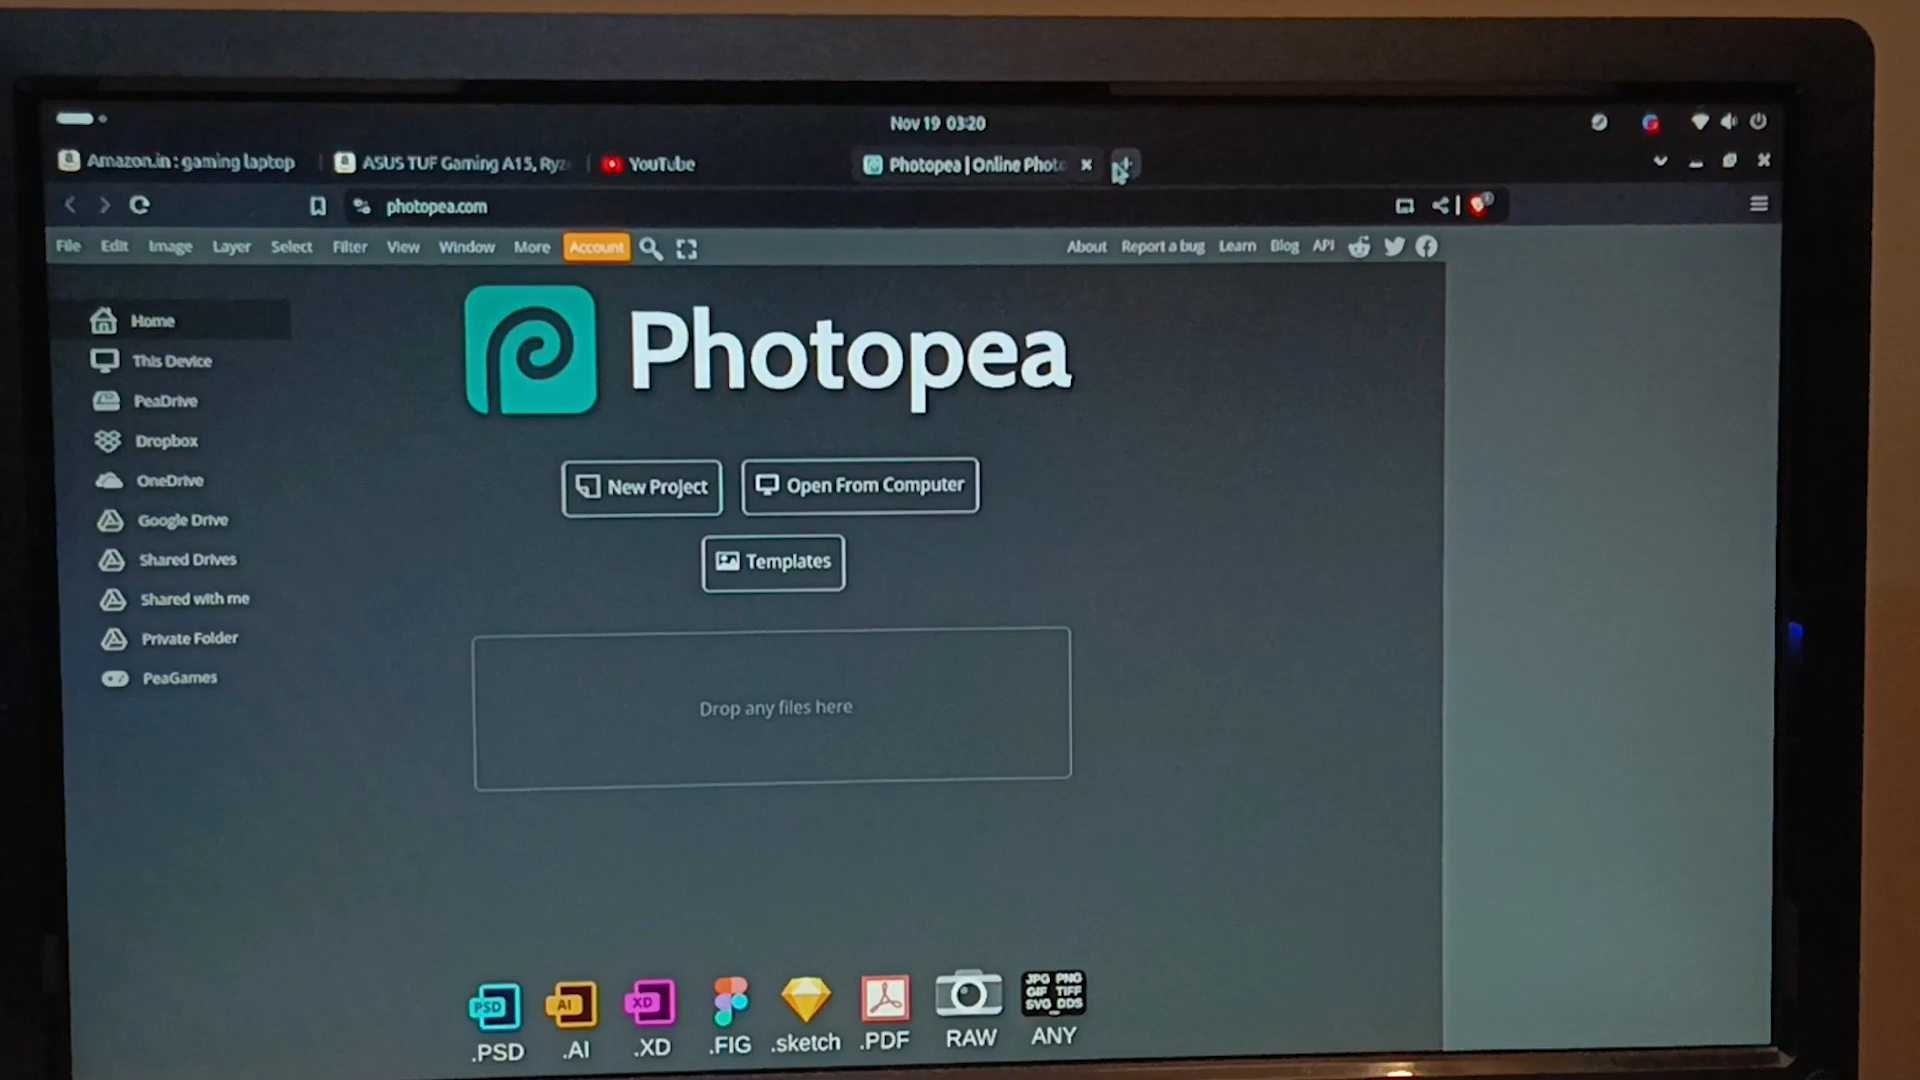 Nov 19 03:20
Amazon.in : gaming laptop
ASUS TUF Gaming A15, Ryz
YouTube
Photopea | Online Phot
photopea.com
File Edit Image Layer Select Filter View Window More Account
About Report a bug Learn Blog API
Home
This Device
PeaDrive
Dropbox
OneDrive
Google Drive
Shared Drives
Shared with me
Private Folder
PeaGames
Photopea
New Project
Open From Computer
Templates
Drop any files here
PSD
AI
XD
JPG PNG
GIF TIFF
SVG DDS
.PSD .AI .XD .FIG .sketch .PDF RAW ANY